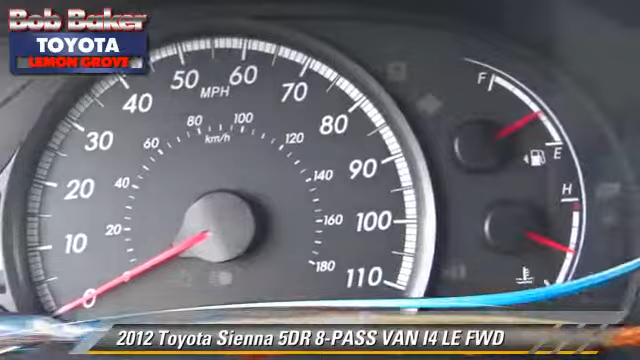 Bob Baker
TOYOTA
LEMON GROVE
0
10
20
30
40
50
60
70
80
90
100
110
MPH
20
40
60
80
100
120
140
160
180
km/h
F
E
H
2012 Toyota Sienna 5DR 8-PASS VAN I4 LE FWD